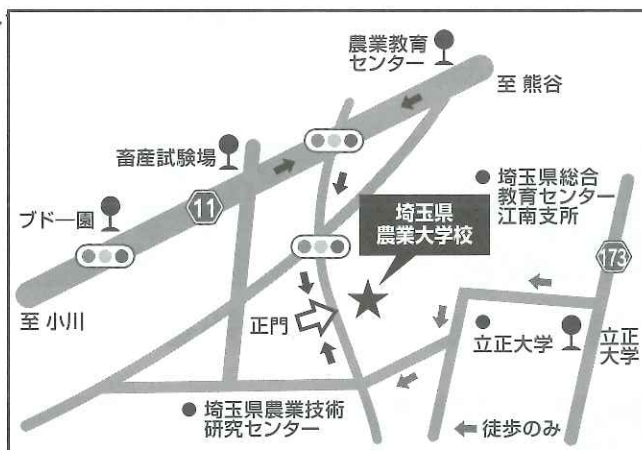 農業教育
センター
至 熊谷
畜産試験場
埼玉県総合
教育センター
江南支所
埼玉県
農業大学校
ブドー園
11
173
至 小川
正門
立正大学
立正
大学
埼玉県農業技術
研究センター
徒歩のみ